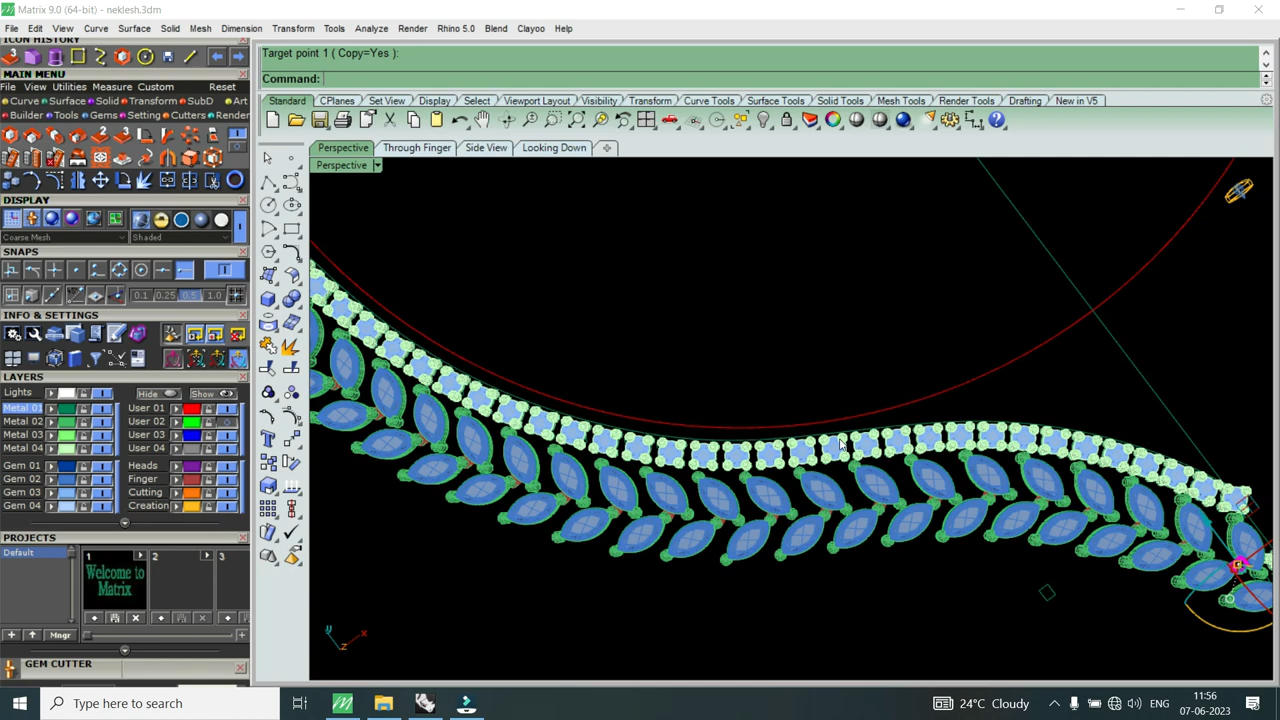 Matrix 9.0 (64-bit) - neklesh.3dm
File Edit View Curve Surface Solid Mesh Dimension Transform Tools Analyze Render Rhino 5.0 Blend Clayoo Help
ICON HISTORY
Target point 1 ( Copy=Yes ):
Command:
MAIN MENU
File View Utilities Measure Custom Reset
Curve Surface Solid Transform SubD Art
Builder Tools Gems Setting Cutters Render
Standard CPlanes Set View Display Select Viewport Layout Visibility Transform Curve Tools Surface Tools Solid Tools Mesh Tools Render Tools Drafting New in V5
Perspective Through Finger Side View Looking Down
Perspective
DISPLAY
Coarse Mesh Shaded
SNAPS
0.1 0.25 0.5 1.0
INFO & SETTINGS
LAYERS
Lights Hide Show
Metal 01 User 01
Metal 02 User 02
Metal 03 User 03
Metal 04 User 04
Gem 01 Heads
Gem 02 Finger
Gem 03 Cutting
Gem 04 Creation
PROJECTS
Default 1 2 3
Welcome to Matrix
Mngr
GEM CUTTER
y x z
Type here to search
24°C Cloudy
ENG
11:56
07-06-2023